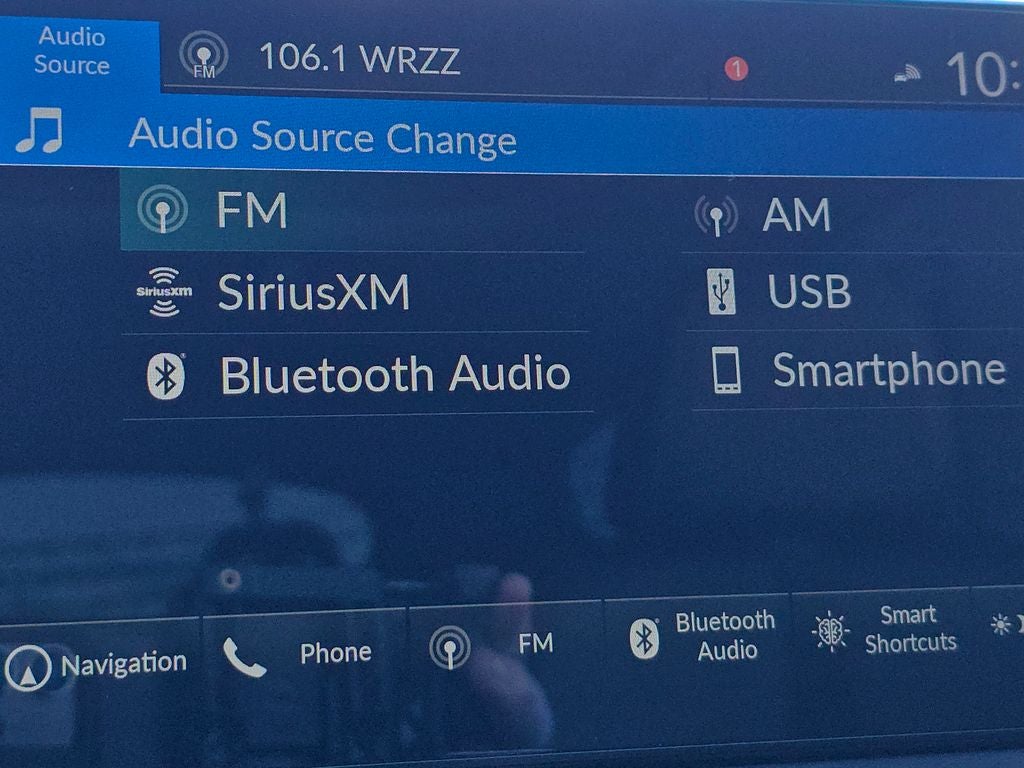 Audio
Source
FM
106.1 WRZZ
1
10:
Audio Source Change
FM
AM
SiriusXm
SiriusXM
USB
Bluetooth Audio
Smartphone
Navigation
Phone
FM
Bluetooth
Audio
Smart
Shortcuts